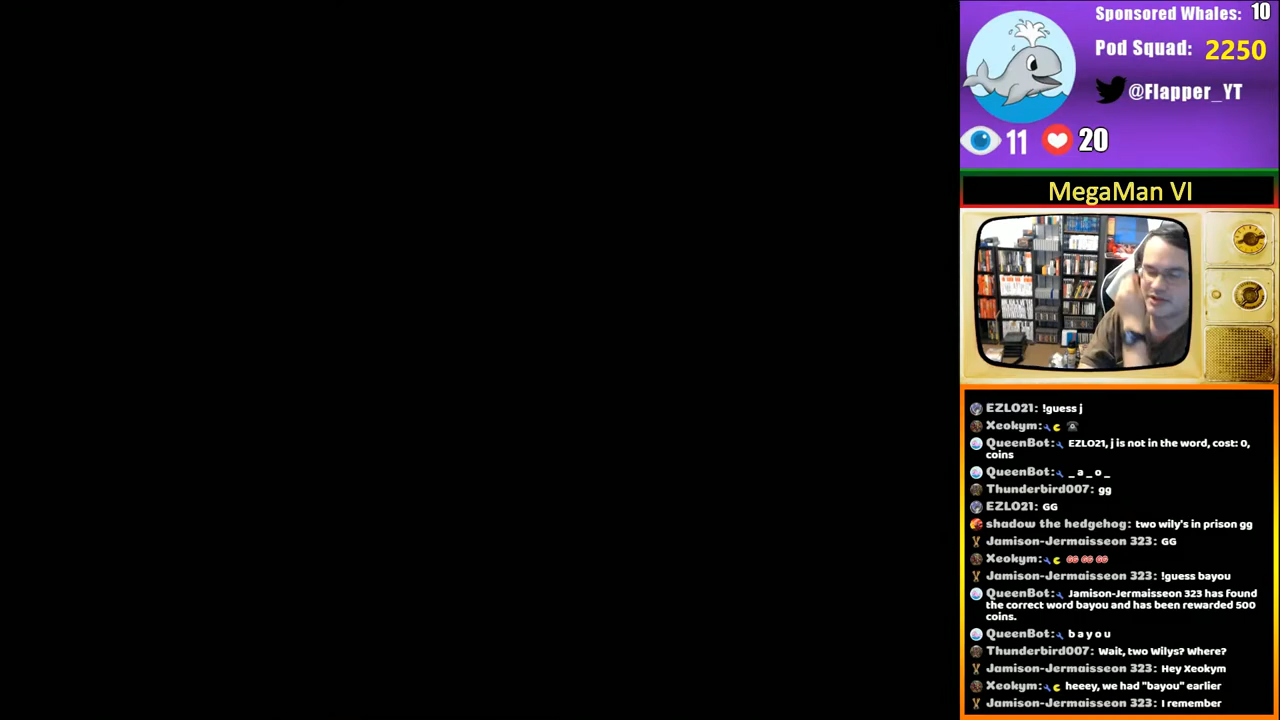 Sponsored Whales: 10
Pod Squad: 2250
@Flapper_YT
11 20
MegaMan VI
EZLO21: !guess j
Xeokym:
QueenBot: EZLO21, j is not in the word, cost: 0,
coins
QueenBot: _ a _ o _
Thunderbird007: gg
EZLO21: GG
shadow the hedgehog: two wily's in prison gg
Jamison-Jermaisseon 323: GG
Xeokym: GG GG GG
Jamison-Jermaisseon 323: !guess bayou
QueenBot: Jamison-Jermaisseon 323 has found
the correct word bayou and has been rewarded 500
coins.
QueenBot: b a y o u
Thunderbird007: Wait, two Wilys? Where?
Jamison-Jermaisseon 323: Hey Xeokym
Xeokym: heeey, we had "bayou" earlier
Jamison-Jermaisseon 323: I remember